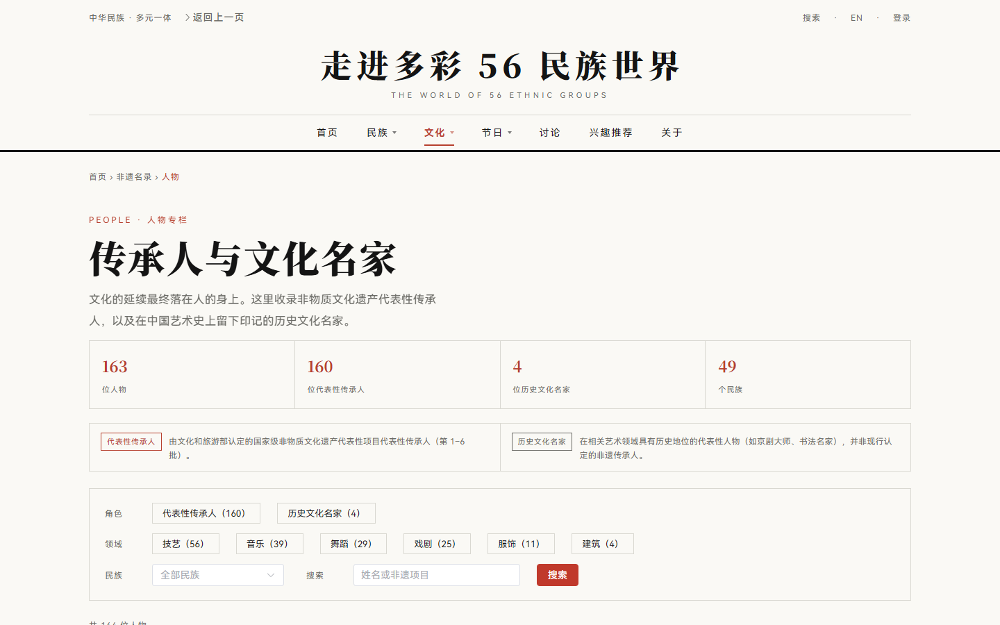 中华民族 · 多元一体 返回上一页
搜索 · EN · 登录
走进多彩 56 民族世界
THE WORLD OF 56 ETHNIC GROUPS
首页 民族 文化 节日 讨论 兴趣推荐 关于
首页 › 非遗名录 › 人物
PEOPLE · 人物专栏
传承人与文化名家
文化的延续最终落在人的身上。这里收录非物质文化遗产代表性传承
人，以及在中国艺术史上留下印记的历史文化名家。
163
位人物
160
位代表性传承人
4
位历史文化名家
49
个民族
代表性传承人 由文化和旅游部认定的国家级非物质文化遗产代表性项目代表性传承人（第 1–6
批）。
历史文化名家 在相关艺术领域具有历史地位的代表性人物（如京剧大师、书法名家），并非现行认
定的非遗传承人。
角色 代表性传承人（160） 历史文化名家（4）
领域 技艺（56） 音乐（39） 舞蹈（29） 戏剧（25） 服饰（11） 建筑（4）
民族 全部民族 搜索 姓名或非遗项目 搜索